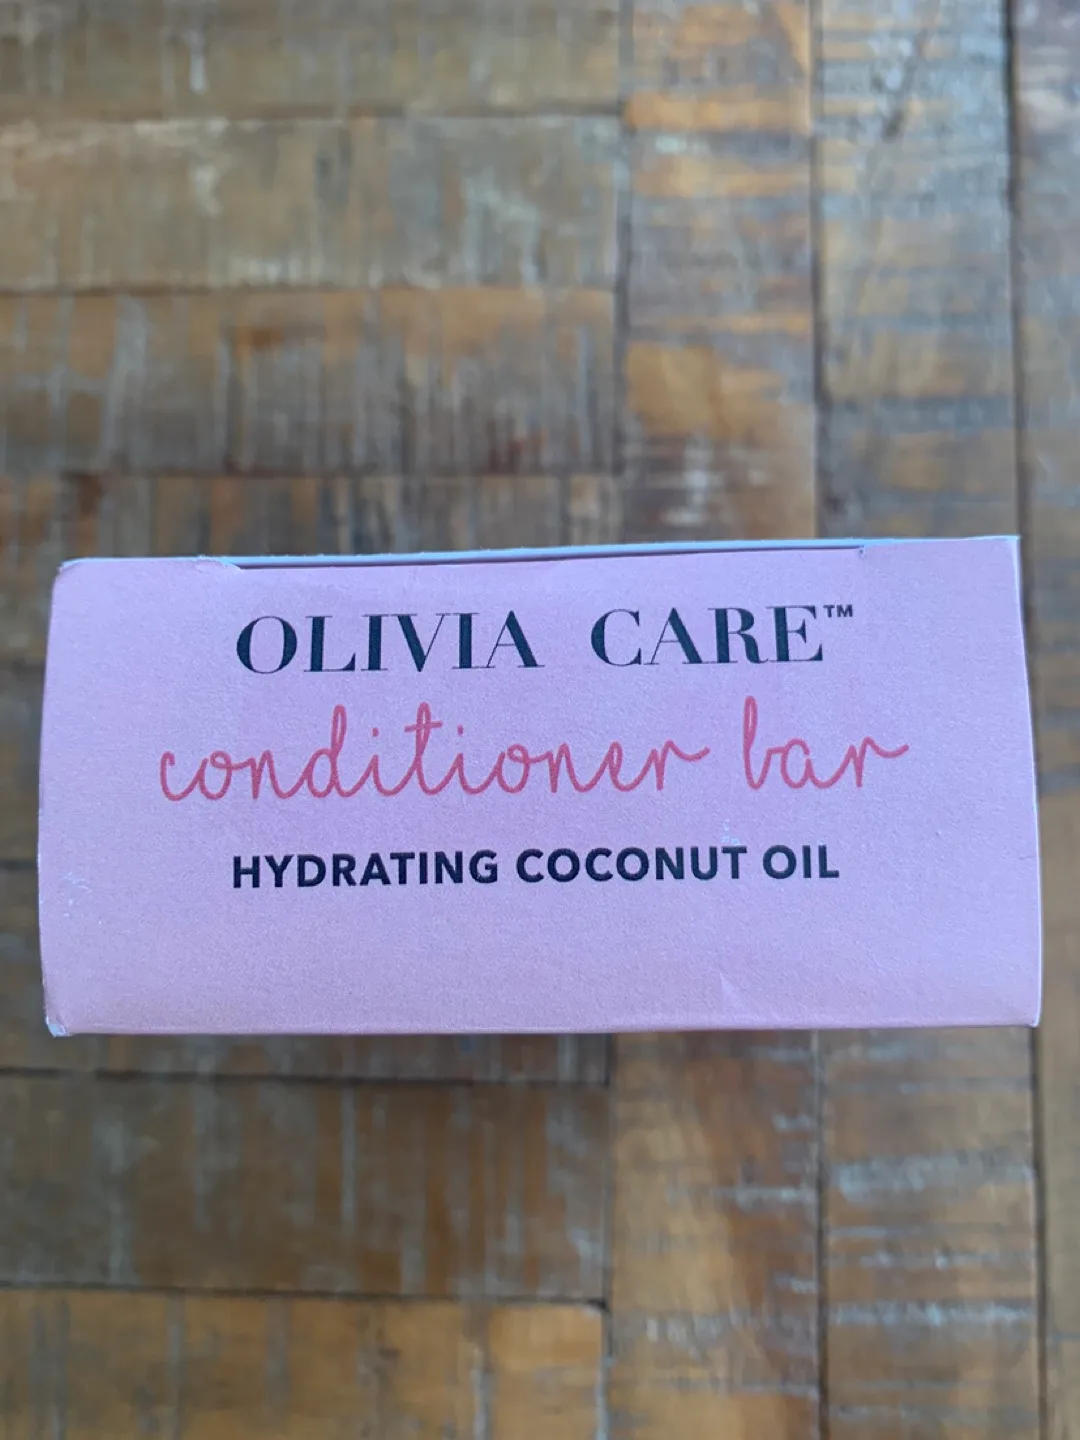 OLIVIA CARE™
conditioner bar
HYDRATING COCONUT OIL